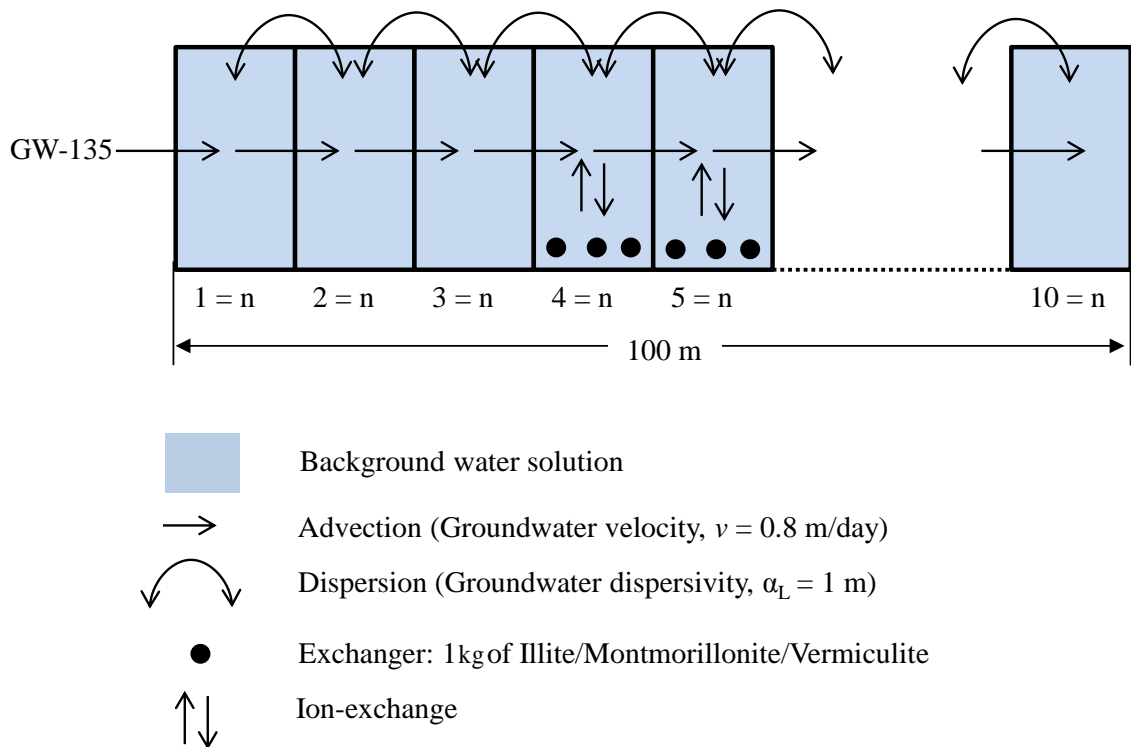 GW-135
1 = n 2 = n 3 = n 4 = n 5 = n 10 = n
100 m
Background water solution
Advection (Groundwater velocity, v = 0.8 m/day)
Dispersion (Groundwater dispersivity, α_L = 1 m)
Exchanger: 1kg of Illite/Montmorillonite/Vermiculite
Ion-exchange